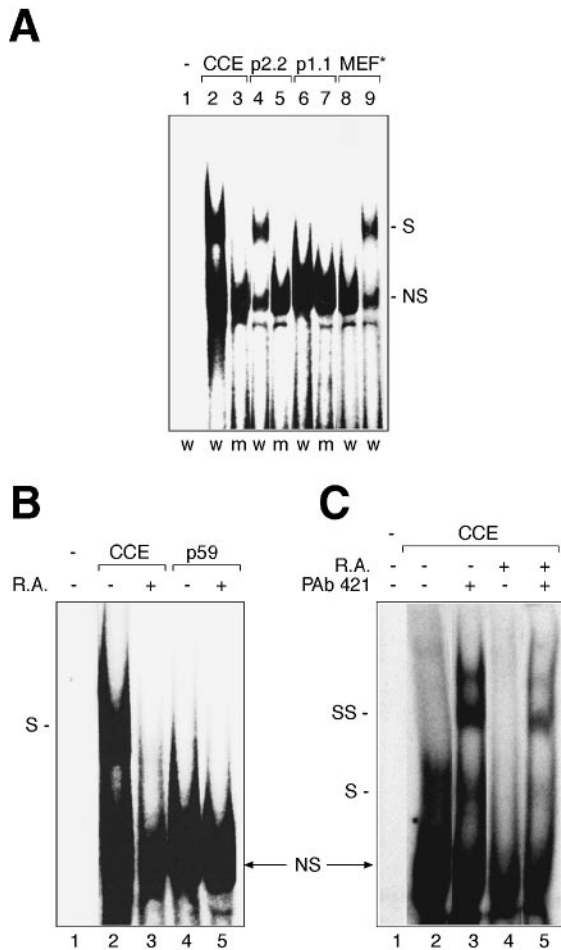 A
- CCE p2.2 p1.1 MEF*
1 2 3 4 5 6 7 8 9
- S
- NS
w w m w m w m w w
B
- CCE p59
R.A. - - + - +
S -
1 2 3 4 5
NS
C
- CCE
R.A. - - - + +
PAb 421 - - + - +
SS -
S -
1 2 3 4 5